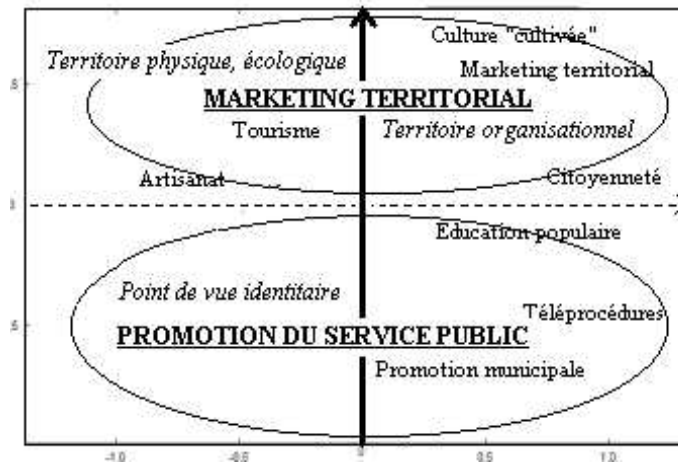 Culture "cultivée"
Territoire physique, écologique
Marketing territorial
MARKETING TERRITORIAL
Tourisme
Territoire organisationnel
Artisanat
Citoyenneté
Education populaire
Point de vue identitaire
Téléprocédures
PROMOTION DU SERVICE PUBLIC
Promotion municipale
-1.0 -0.5 0 0.5 1.0